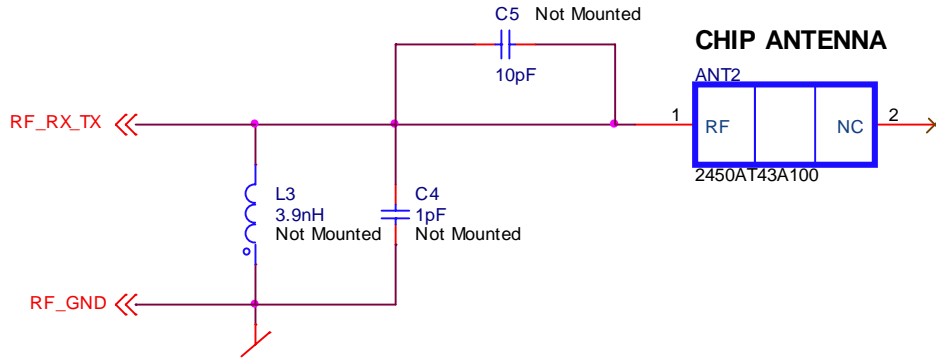 C5 Not Mounted
10pF
CHIP ANTENNA
ANT2
RF_RX_TX
1
RF
NC
2
2450AT43A100
L3
3.9nH
Not Mounted
C4
1pF
Not Mounted
RF_GND